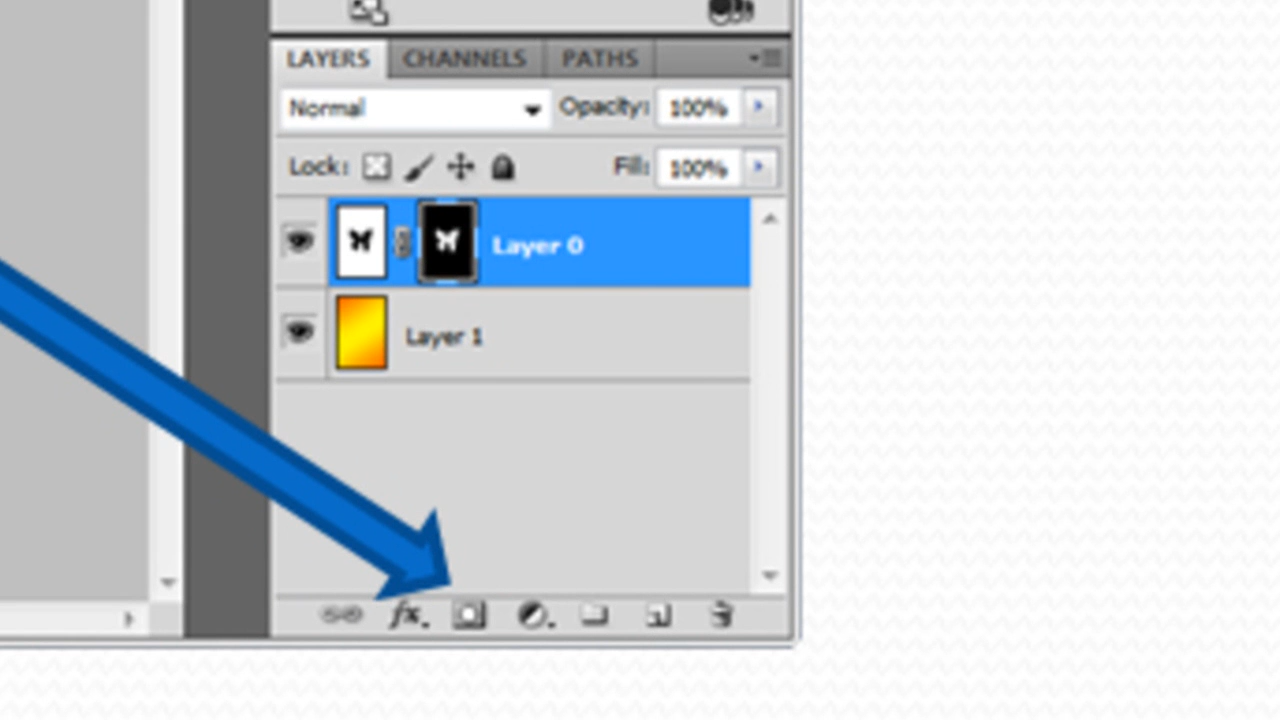 LAYERS CHANNELS PATHS
Normal Opacity: 100%
Lock: Fill: 100%
Layer 0
Layer 1
fx.